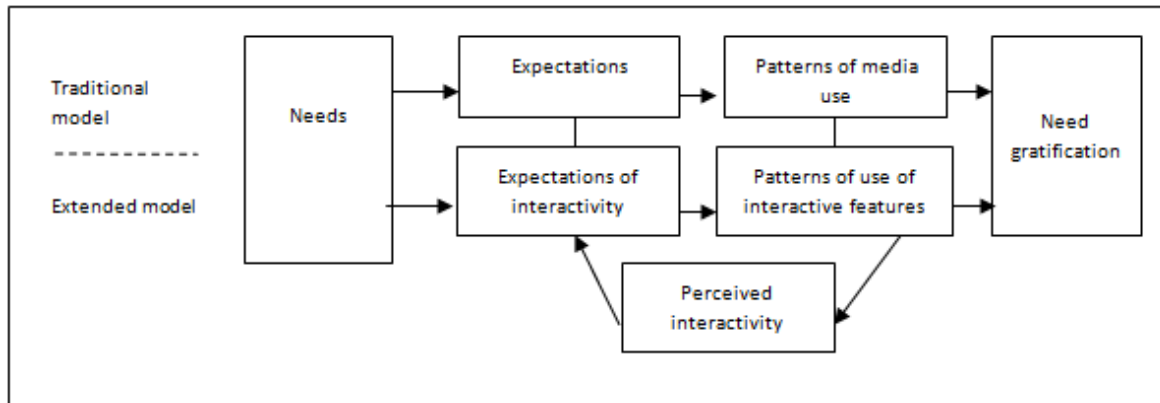 Traditional
model
Extended model
Needs
Expectations
Patterns of media
use
Expectations of
interactivity
Patterns of use of
interactive features
Perceived
interactivity
Need
gratification